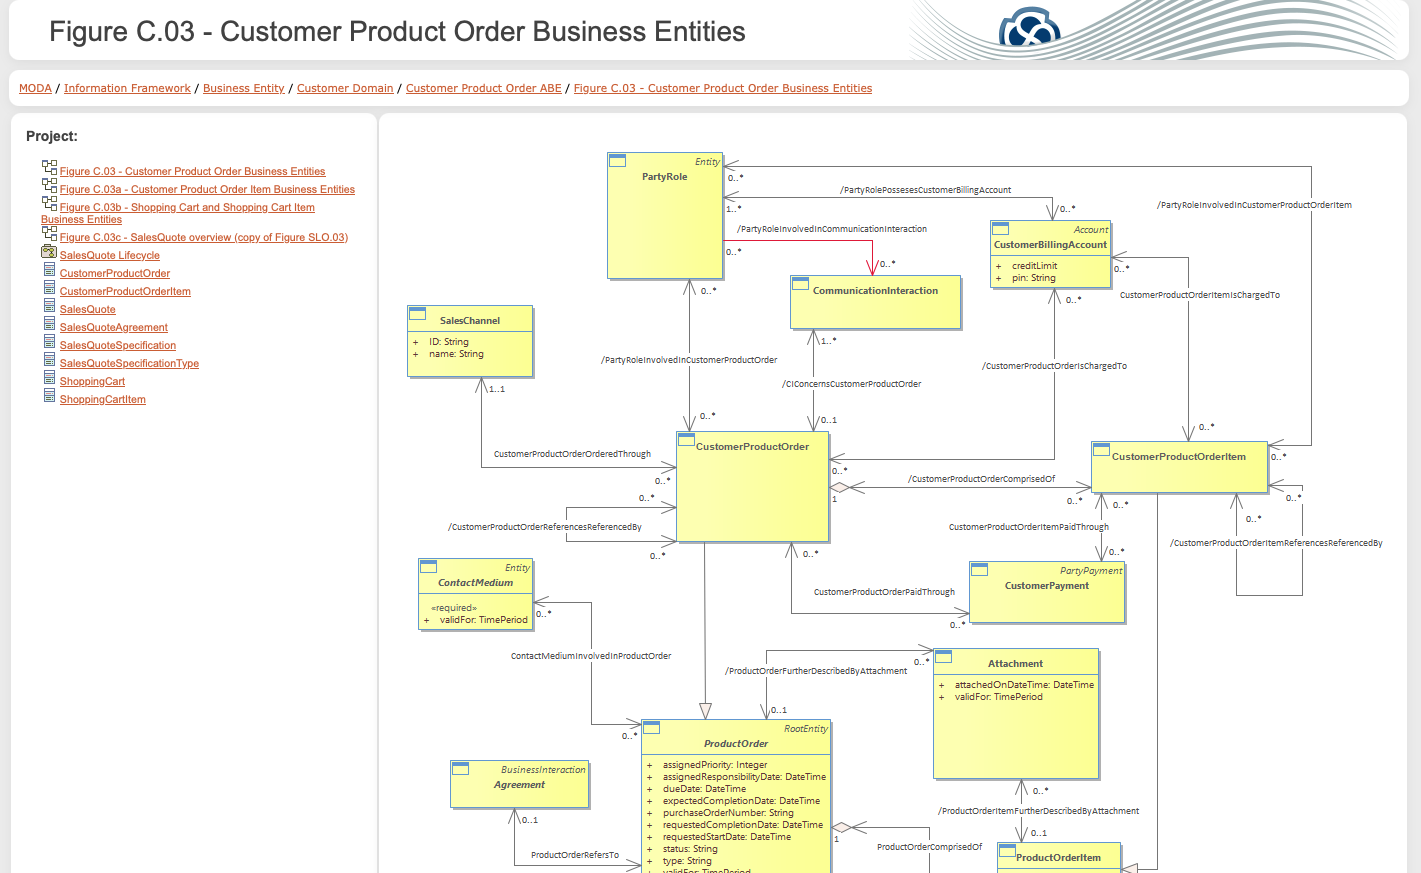 Figure C.03 - Customer Product Order Business Entities
MODA / Information Framework / Business Entity / Customer Domain / Customer Product Order ABE / Figure C.03 - Customer Product Order Business Entities
Project:
Figure C.03 - Customer Product Order Business Entities
Figure C.03a - Customer Product Order Item Business Entities
Figure C.03b - Shopping Cart and Shopping Cart Item
Business Entities
Figure C.03c - SalesQuote overview (copy of Figure SLO.03)
SalesQuote Lifecycle
CustomerProductOrder
CustomerProductOrderItem
SalesQuote
SalesQuoteAgreement
SalesQuoteSpecification
SalesQuoteSpecificationType
ShoppingCart
ShoppingCartItem
Entity
PartyRole
0..*
/PartyRolePossesesCustomerBillingAccount
1..*
0..*
/PartyRoleInvolvedInCustomerProductOrderItem
/PartyRoleInvolvedInCommunicationInteraction
0..*
0..*
Account
CustomerBillingAccount
+ creditLimit
+ pin: String
0..*
0..*
0..*
CustomerProductOrderItemIsChargedTo
CommunicationInteraction
1..*
SalesChannel
+ ID: String
+ name: String
1..1
/PartyRoleInvolvedInCustomerProductOrder
/CustomerProductOrderIsChargedTo
/CIConcernsCustomerProductOrder
0..*
0..1
0..*
CustomerProductOrder
CustomerProductOrderOrderedThrough
0..*
0..*
CustomerProductOrderItem
0..*
/CustomerProductOrderComprisedOf
1
0..*
0..*
0..*
0..*
0..*
/CustomerProductOrderReferencesReferencedBy
0..*
CustomerProductOrderItemPaidThrough
/CustomerProductOrderItemReferencesReferencedBy
0..*
0..*
Entity
ContactMedium
«required»
+ validFor: TimePeriod
0..*
PartyPayment
CustomerPayment
CustomerProductOrderPaidThrough
0..*
ContactMediumInvolvedInProductOrder
/ProductOrderFurtherDescribedByAttachment
0..*
0..1
Attachment
+ attachedOnDateTime: DateTime
+ validFor: TimePeriod
0..*
0..*
RootEntity
ProductOrder
+ assignedPriority: Integer
+ assignedResponsibilityDate: DateTime
+ dueDate: DateTime
+ expectedCompletionDate: DateTime
+ purchaseOrderNumber: String
+ requestedCompletionDate: DateTime
+ requestedStartDate: DateTime
+ status: String
+ type: String
+ validFor: TimePeriod
BusinessInteraction
Agreement
0..1
ProductOrderRefersTo
/ProductOrderItemFurtherDescribedByAttachment
0..1
1
ProductOrderComprisedOf
ProductOrderItem